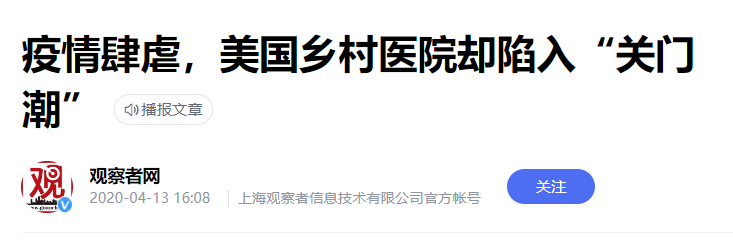 疫情肆虐，美国乡村医院却陷入“关门
潮” 播报文章
观察者网
2020-04-13 16:08 上海观察者信息技术有限公司官方帐号 关注
观